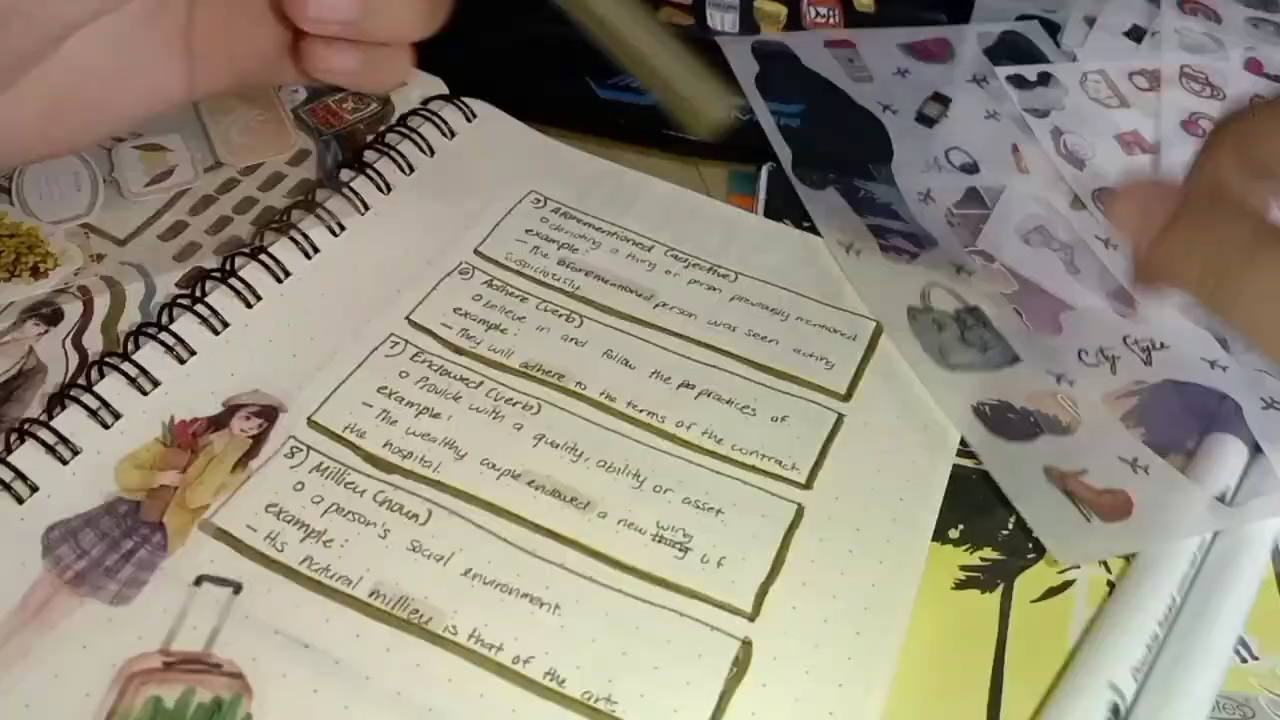 5) Aforementioned (adjective)
o denoting a thing or person previously mentioned
example:
- The aforementioned person was seen acting
suspiciously
6) Adhere (verb)
o believe in and follow the pa practices of.
example:
- They will adhere to the terms of the contract.
7) Endowed (verb)
o Provide with a quality, ability or asset.
example:
- The wealthy couple endowed a new thing wing of
the hospital.
8) Millieu (noun)
o a person's social environment.
example:
- His natural millieu is that of the arts
City Style